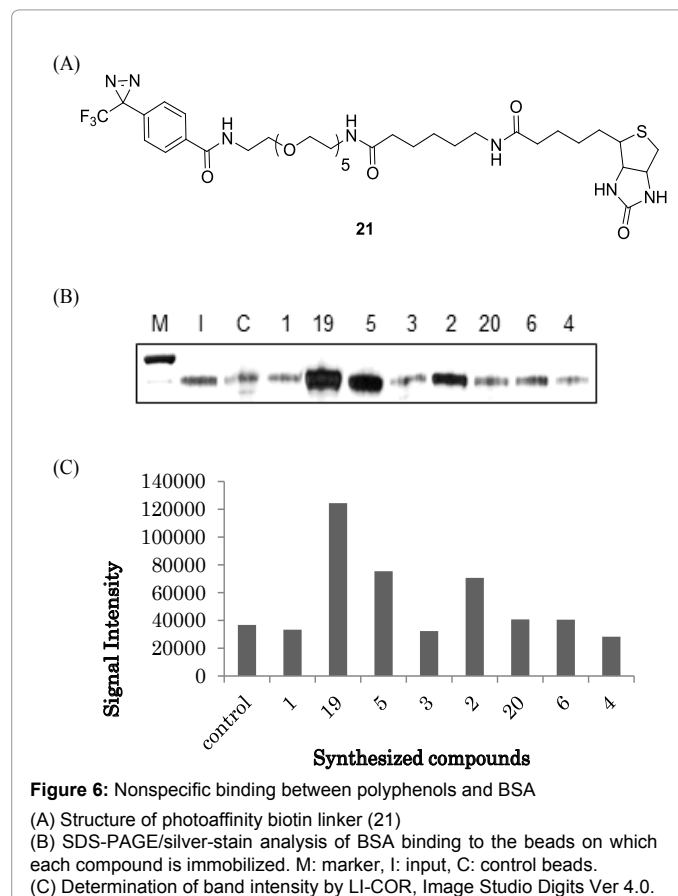 (A)
N N
F3C
O
H
N
O
5
H
N
O
N
H
O
S
HN
NH
O
21
(B)
M I C 1 19 5 3 2 20 6 4
(C)
140000
120000
100000
80000
60000
40000
20000
0
Signal Intensity
control 1 19 5 3 2 20 6 4
Synthesized compounds
Figure 6: Nonspecific binding between polyphenols and BSA
(A) Structure of photoaffinity biotin linker (21)
(B) SDS-PAGE/silver-stain analysis of BSA binding to the beads on which
each compound is immobilized. M: marker, I: input, C: control beads.
(C) Determination of band intensity by LI-COR, Image Studio Digits Ver 4.0.